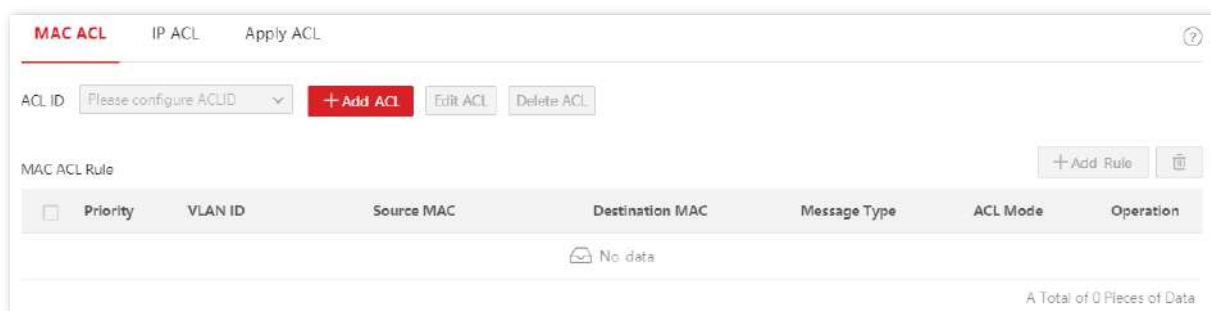 MAC ACL IP ACL Apply ACL ?
ACL ID Please configure ACLID +Add ACL Edit ACL Delete ACL
MAC ACL Rule +Add Rule
Priority VLAN ID Source MAC Destination MAC Message Type ACL Mode Operation
No data
A Total of 0 Pieces of Data